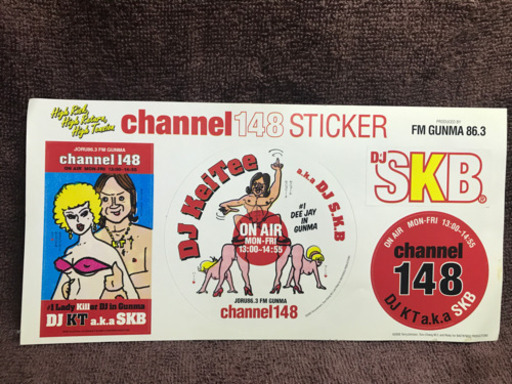 High Risk,
High Return,
High Tension
channel 148 STICKER
PRODUCED BY
FM GUNMA 86.3
JORU86.3 FM GUNMA
channel 148
ON AIR MON-FRI 13:00-14:55
#1 Lady Killer DJ in Gunma
DJ KT a.k.a SKB
DJ KeiTee
a.k.a DJ S.K.B
#1
DEE JAY
IN
GUNMA
ON AIR
MON-FRI
13:00-14:55
JORU86.3 FM GUNMA
channel148
DJ
SKB
ON AIR MON-FRI 13:00-14:55
channel
148
DJ KT a.k.a SKB